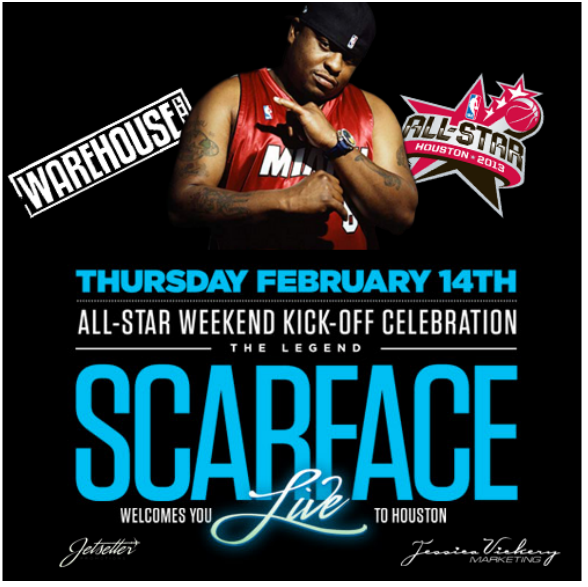 WAREHOUSE
ALL-STAR
HOUSTON 2013
THURSDAY FEBRUARY 14TH
ALL-STAR WEEKEND KICK-OFF CELEBRATION
THE LEGEND
SCARFACE
Live
WELCOMES YOU TO HOUSTON
Jetsetter
Jessica Vickery
MARKETING